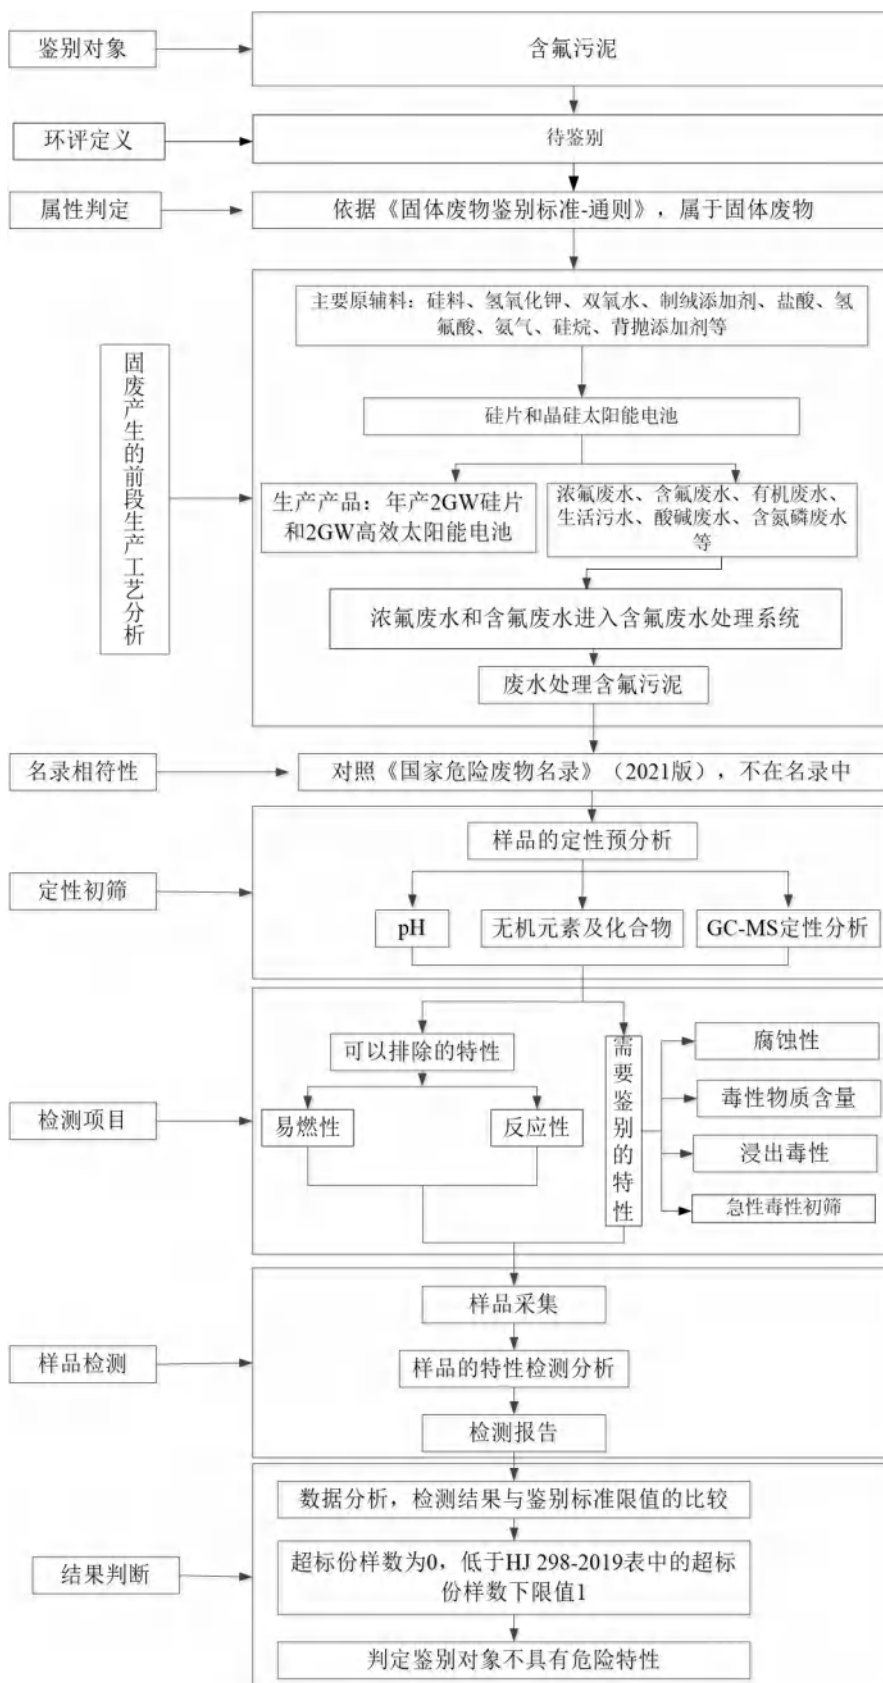 鉴别对象
含氟污泥
环评定义
待鉴别
属性判定
依据《固体废物鉴别标准-通则》，属于固体废物
固废产生的前段生产工艺分析
主要原辅料：硅料、氢氧化钾、双氧水、制绒添加剂、盐酸、氢
氟酸、氨气、硅烷、背抛添加剂等
硅片和晶硅太阳能电池
生产产品：年产2GW硅片
和2GW高效太阳能电池
浓氟废水、含氟废水、有机废水、
生活污水、酸碱废水、含氮磷废水
等
浓氟废水和含氟废水进入含氟废水处理系统
废水处理含氟污泥
名录相符性
对照《国家危险废物名录》（2021版），不在名录中
定性初筛
样品的定性预分析
pH
无机元素及化合物
GC-MS定性分析
检测项目
可以排除的特性
易燃性
反应性
需要鉴别的特性
腐蚀性
毒性物质含量
浸出毒性
急性毒性初筛
样品检测
样品采集
样品的特性检测分析
检测报告
结果判断
数据分析，检测结果与鉴别标准限值的比较
超标份样数为0，低于HJ 298-2019表中的超标
份样数下限值1
判定鉴别对象不具有危险特性